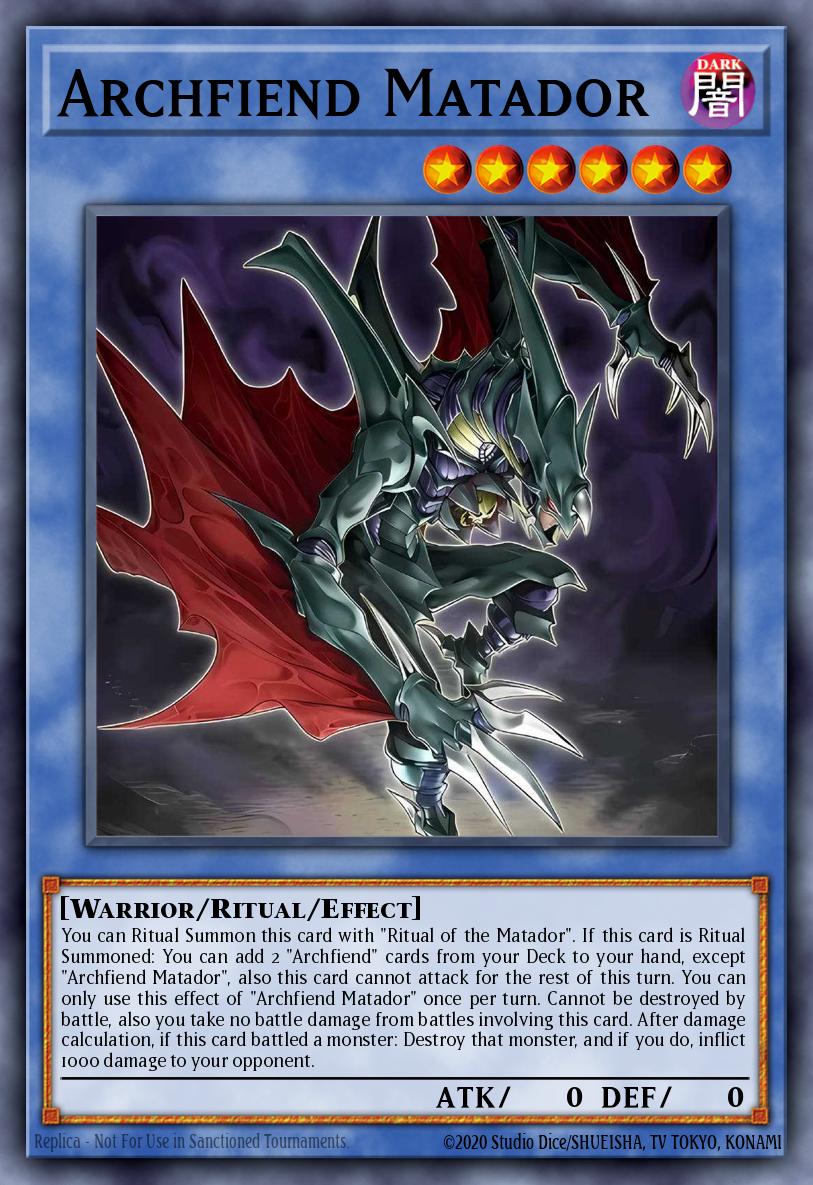 Archfiend Matador
DARK
闇
[Warrior/Ritual/Effect]
You can Ritual Summon this card with "Ritual of the Matador". If this card is Ritual
Summoned: You can add 2 "Archfiend" cards from your Deck to your hand, except
"Archfiend Matador", also this card cannot attack for the rest of this turn. You can
only use this effect of "Archfiend Matador" once per turn. Cannot be destroyed by
battle, also you take no battle damage from battles involving this card. After damage
calculation, if this card battled a monster: Destroy that monster, and if you do, inflict
1000 damage to your opponent.
ATK/ 0 DEF/ 0
Replica - Not For Use in Sanctioned Tournaments. ©2020 Studio Dice/SHUEISHA, TV TOKYO, KONAMI